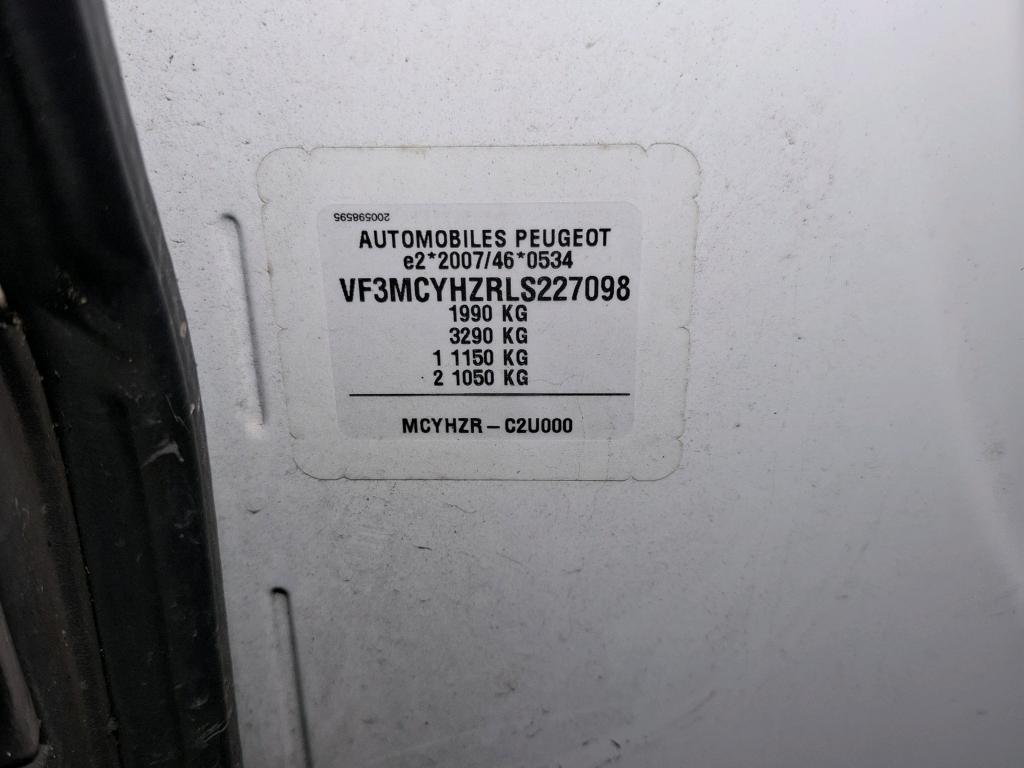 200598595
AUTOMOBILES PEUGEOT
e2*2007/46*0534
VF3MCYHZRLS227098
1990 KG
3290 KG
1 1150 KG
2 1050 KG
MCYHZR – C2U000